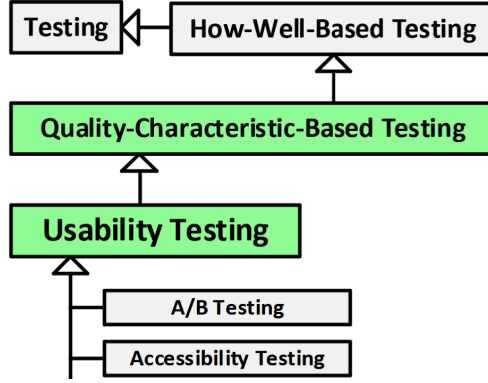 Testing
How-Well-Based Testing
Quality-Characteristic-Based Testing
Usability Testing
A/B Testing
Accessibility Testing